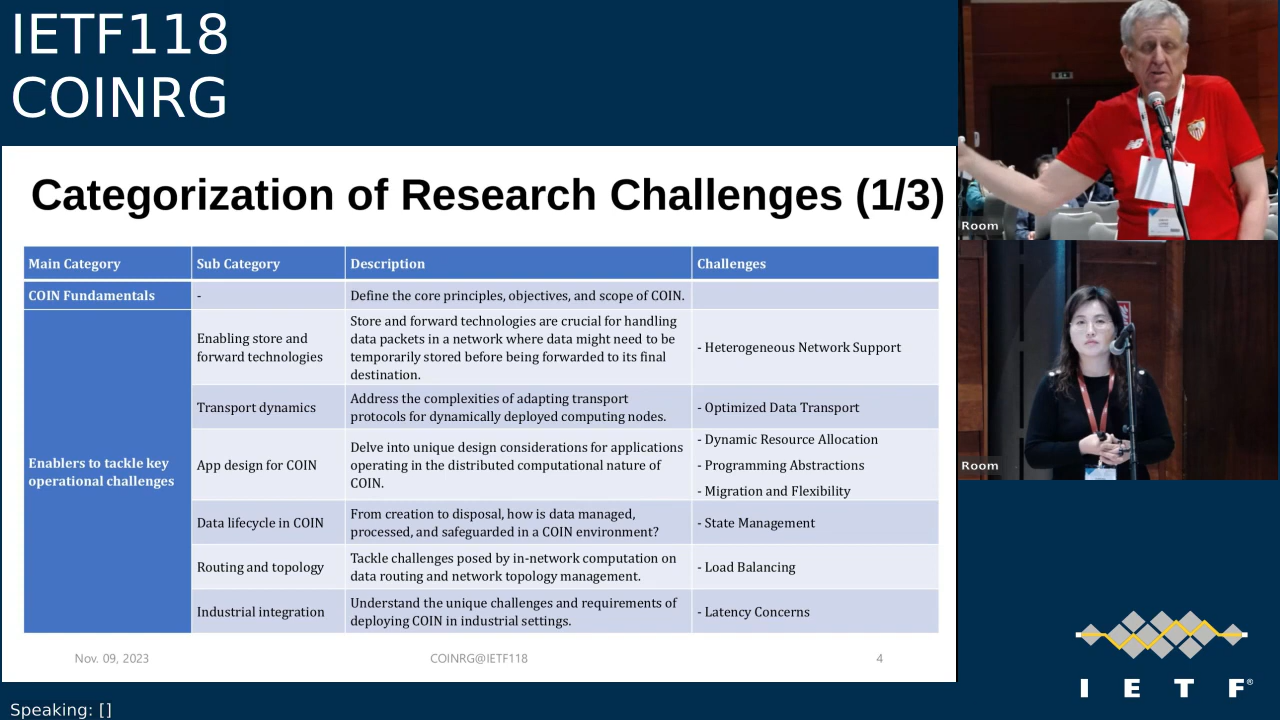 IETF118
COINRG
Categorization of Research Challenges (1/3)
Main Category
Sub Category
Description
Challenges
COIN Fundamentals
-
Define the core principles, objectives, and scope of COIN.
Enablers to tackle key
operational challenges
Enabling store and
forward technologies
Store and forward technologies are crucial for handling
data packets in a network where data might need to be
temporarily stored before being forwarded to its final
destination.
- Heterogeneous Network Support
Transport dynamics
Address the complexities of adapting transport
protocols for dynamically deployed computing nodes.
- Optimized Data Transport
App design for COIN
Delve into unique design considerations for applications
operating in the distributed computational nature of
COIN.
- Dynamic Resource Allocation
- Programming Abstractions
- Migration and Flexibility
Data lifecycle in COIN
From creation to disposal, how is data managed,
processed, and safeguarded in a COIN environment?
- State Management
Routing and topology
Tackle challenges posed by in-network computation on
data routing and network topology management.
- Load Balancing
Industrial integration
Understand the unique challenges and requirements of
deploying COIN in industrial settings.
- Latency Concerns
Nov. 09, 2023
COINRG@IETF118
4
Room
NB
Room
I E T F®
Speaking: []